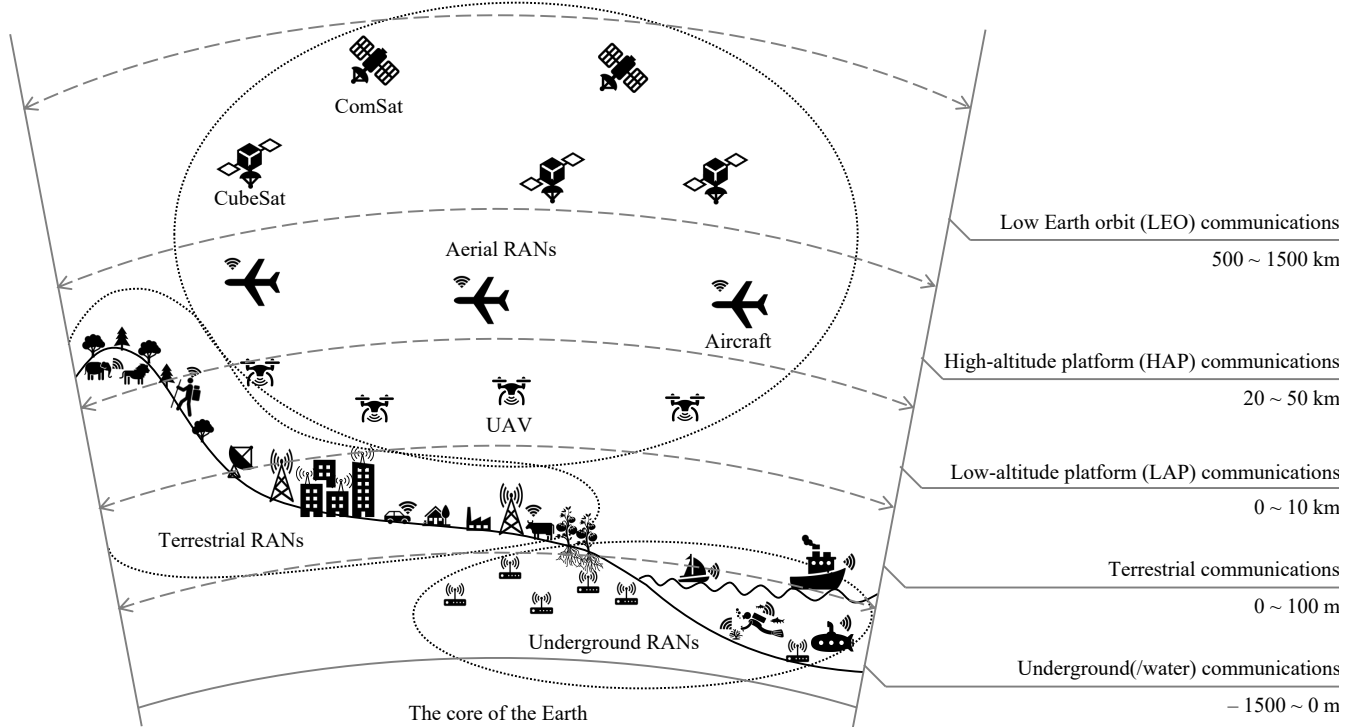 ComSat
CubeSat
Low Earth orbit (LEO) communications
500 ~ 1500 km
Aerial RANs
Aircraft
High-altitude platform (HAP) communications
20 ~ 50 km
UAV
Low-altitude platform (LAP) communications
0 ~ 10 km
Terrestrial RANs
Terrestrial communications
0 ~ 100 m
Underground RANs
Underground(/water) communications
– 1500 ~ 0 m
The core of the Earth